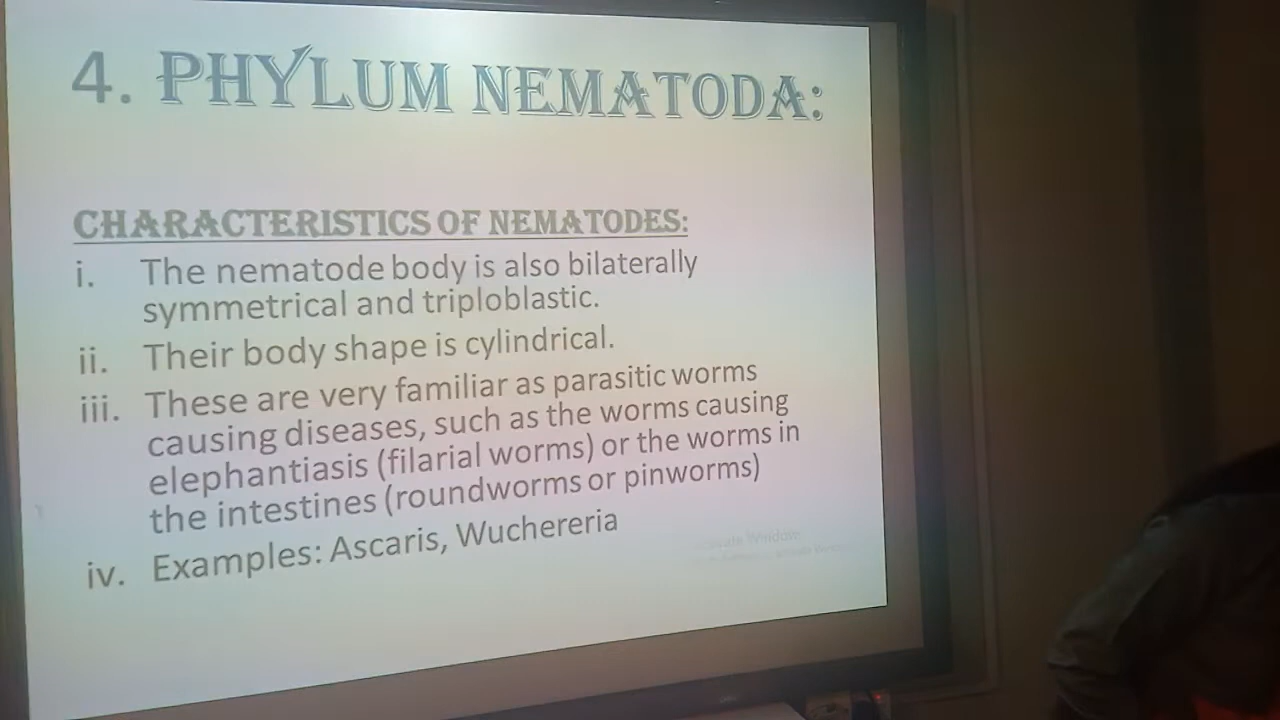 4. PHYLUM NEMATODA:
CHARACTERISTICS OF NEMATODES:
i. The nematode body is also bilaterally
symmetrical and triploblastic.
ii. Their body shape is cylindrical.
iii. These are very familiar as parasitic worms
causing diseases, such as the worms causing
elephantiasis (filarial worms) or the worms in
the intestines (roundworms or pinworms)
iv. Examples: Ascaris, Wuchereria
Windows